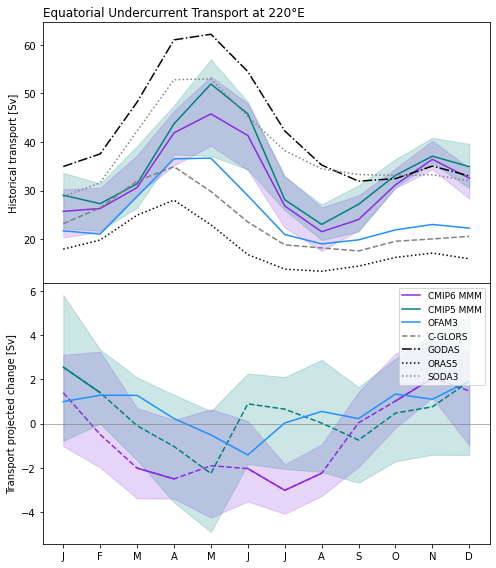 Equatorial Undercurrent Transport at 220°E
Historical transport [Sv]
60
50
40
30
20
Transport projected change [Sv]
6
4
2
0
−2
−4
CMIP6 MMM
CMIP5 MMM
OFAM3
C-GLORS
GODAS
ORAS5
SODA3
J F M A M J J A S O N D